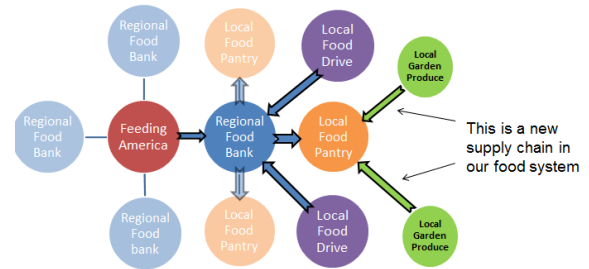 Regional
Food
Bank
Local
Food
Pantry
Local
Food
Drive
Local
Garden
Produce
Regional
Food
Bank
Feeding
America
Regional
Food
Bank
Local
Food
Pantry
This is a new
supply chain in
our food system
Regional
Food
bank
Local
Food
Pantry
Local
Food
Drive
Local
Garden
Produce